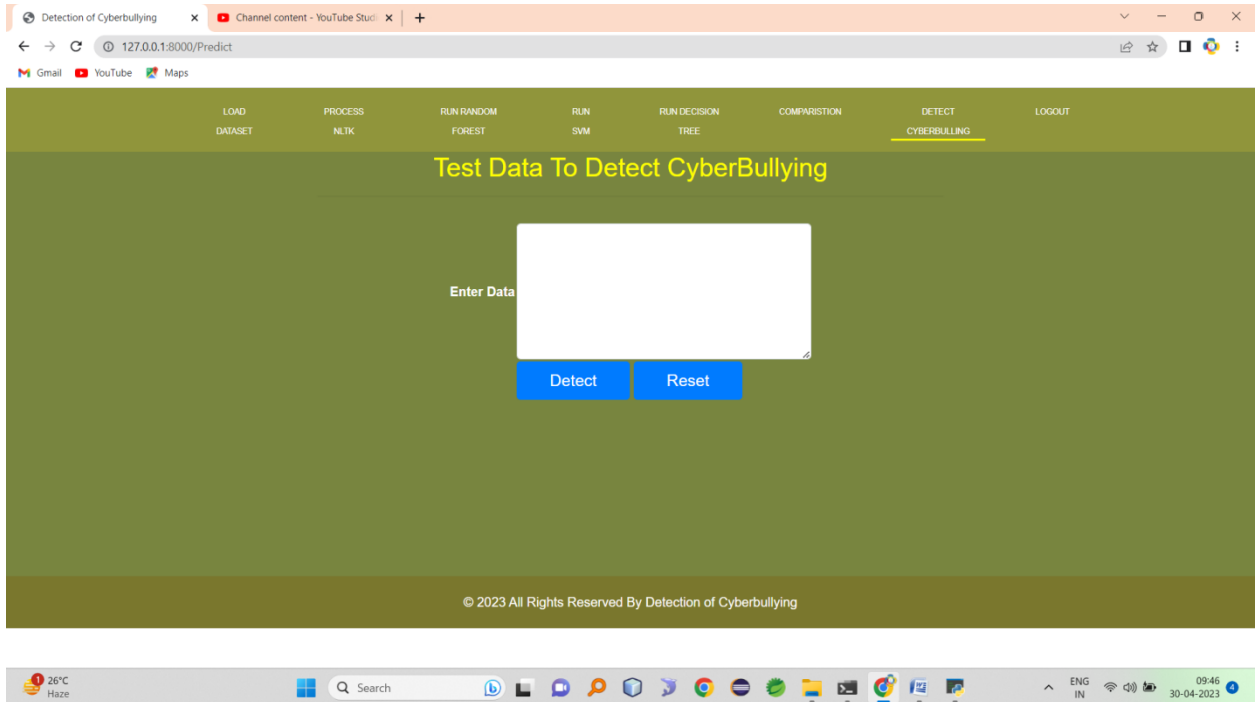 Detection of Cyberbullying
Channel content - YouTube Studi
127.0.0.1:8000/Predict
Gmail
YouTube
Maps
LOAD DATASET
PROCESS NLTK
RUN RANDOM FOREST
RUN SVM
RUN DECISION TREE
COMPARISTION
DETECT CYBERBULLING
LOGOUT
Test Data To Detect CyberBullying
Enter Data
Detect
Reset
© 2023 All Rights Reserved By Detection of Cyberbullying
1
26°C
Haze
Search
ENG
IN
09:46
30-04-2023
4